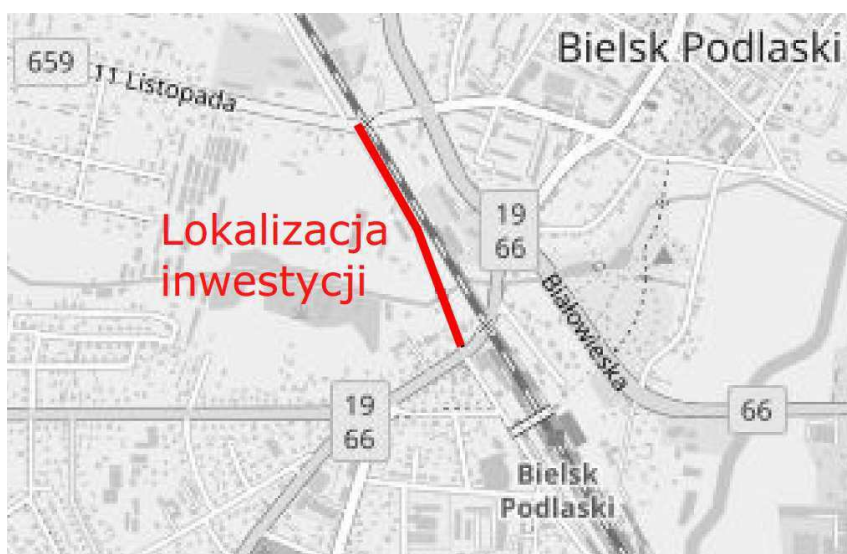 Bielsk Podlaski
659
11 Listopada
19
66
Lokalizacja
inwestycji
Białowieska
19
66
66
Bielsk
Podlaski